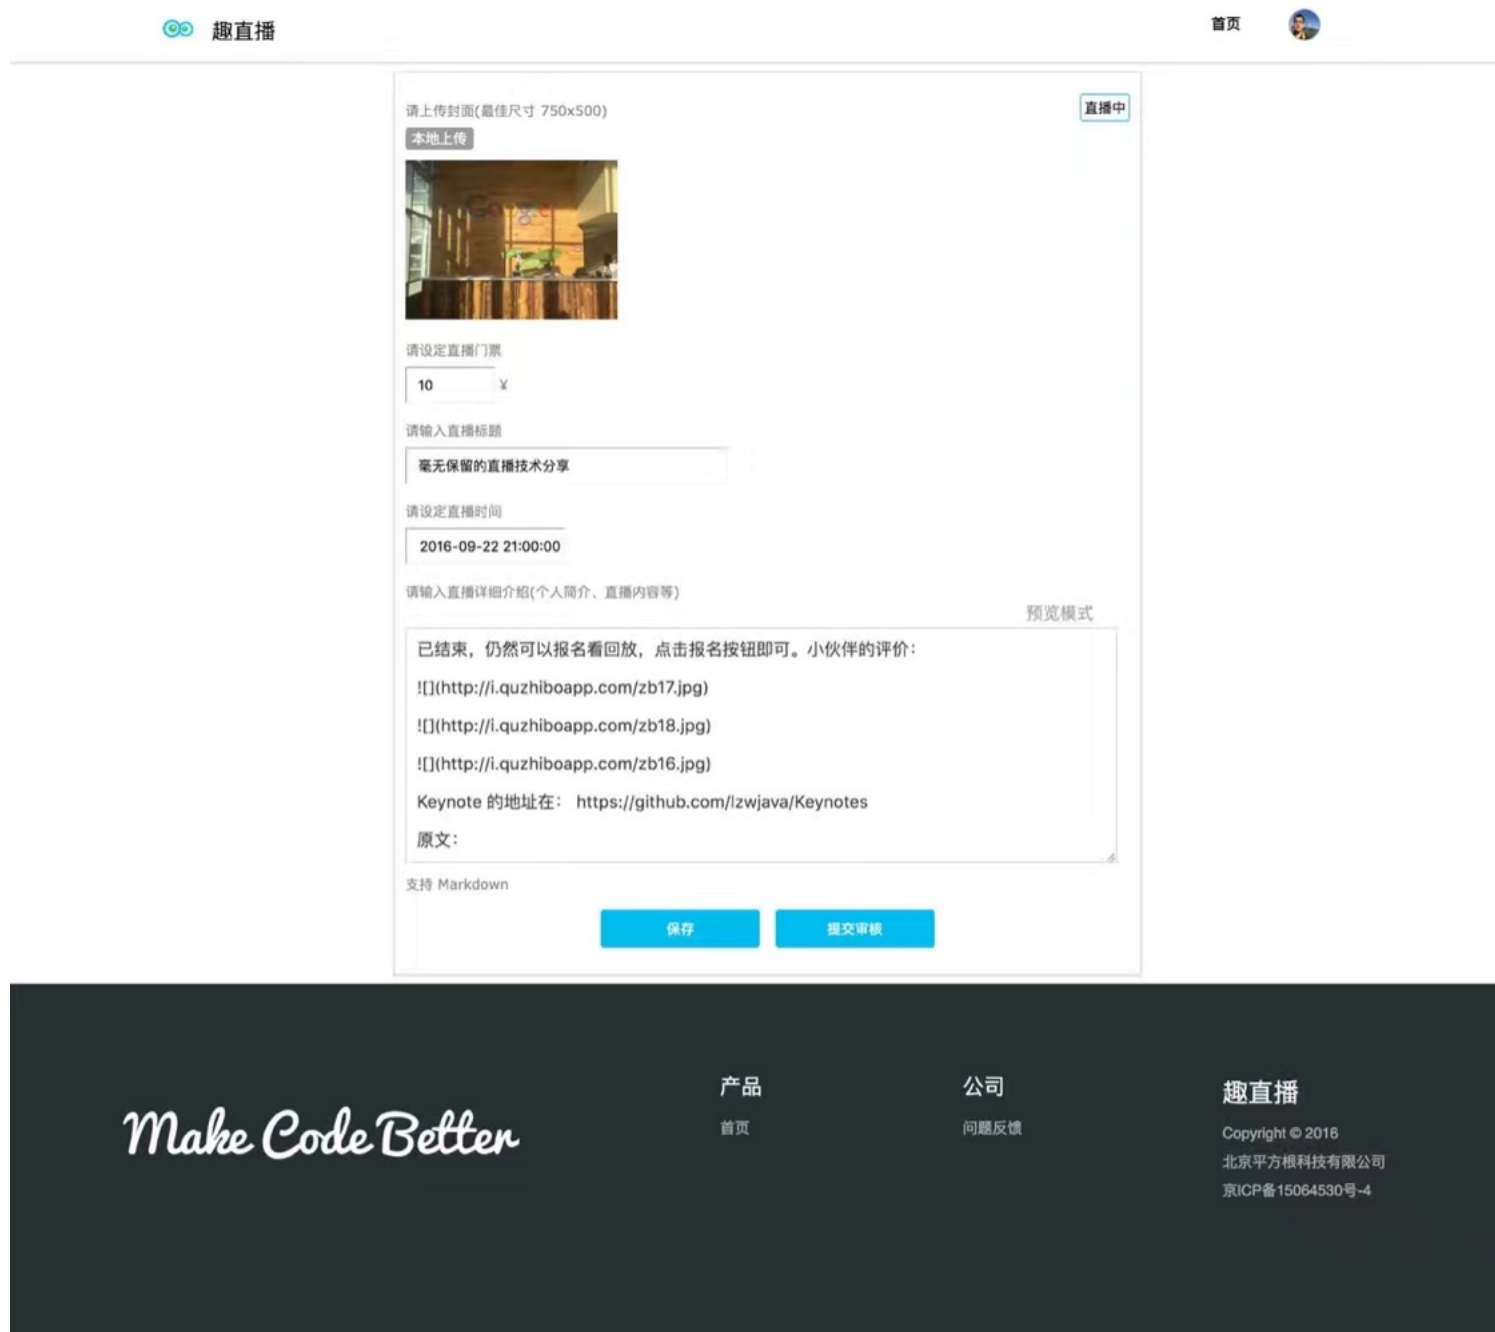 趣直播
首页
请上传封面(最佳尺寸 750x500)
直播中
本地上传
Google
请设定直播门票
10 ¥
请输入直播标题
毫无保留的直播技术分享
请设定直播时间
2016-09-22 21:00:00
请输入直播详细介绍(个人简介、直播内容等)
预览模式
已结束，仍然可以报名看回放，点击报名按钮即可。小伙伴的评价：
![](http://i.quzhiboapp.com/zb17.jpg)
![](http://i.quzhiboapp.com/zb18.jpg)
![](http://i.quzhiboapp.com/zb16.jpg)
Keynote 的地址在： https://github.com/lzwjava/Keynotes
原文：
支持 Markdown
保存
提交审核
Make Code Better
产品
首页
公司
问题反馈
趣直播
Copyright © 2016
北京平方根科技有限公司
京ICP备15064530号-4